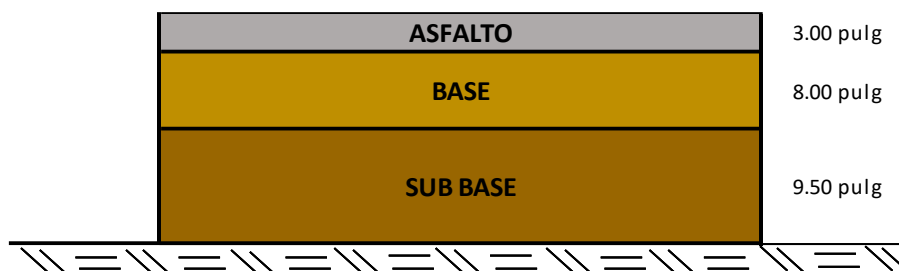 ASFALTO 3.00 pulg
BASE 8.00 pulg
SUB BASE 9.50 pulg